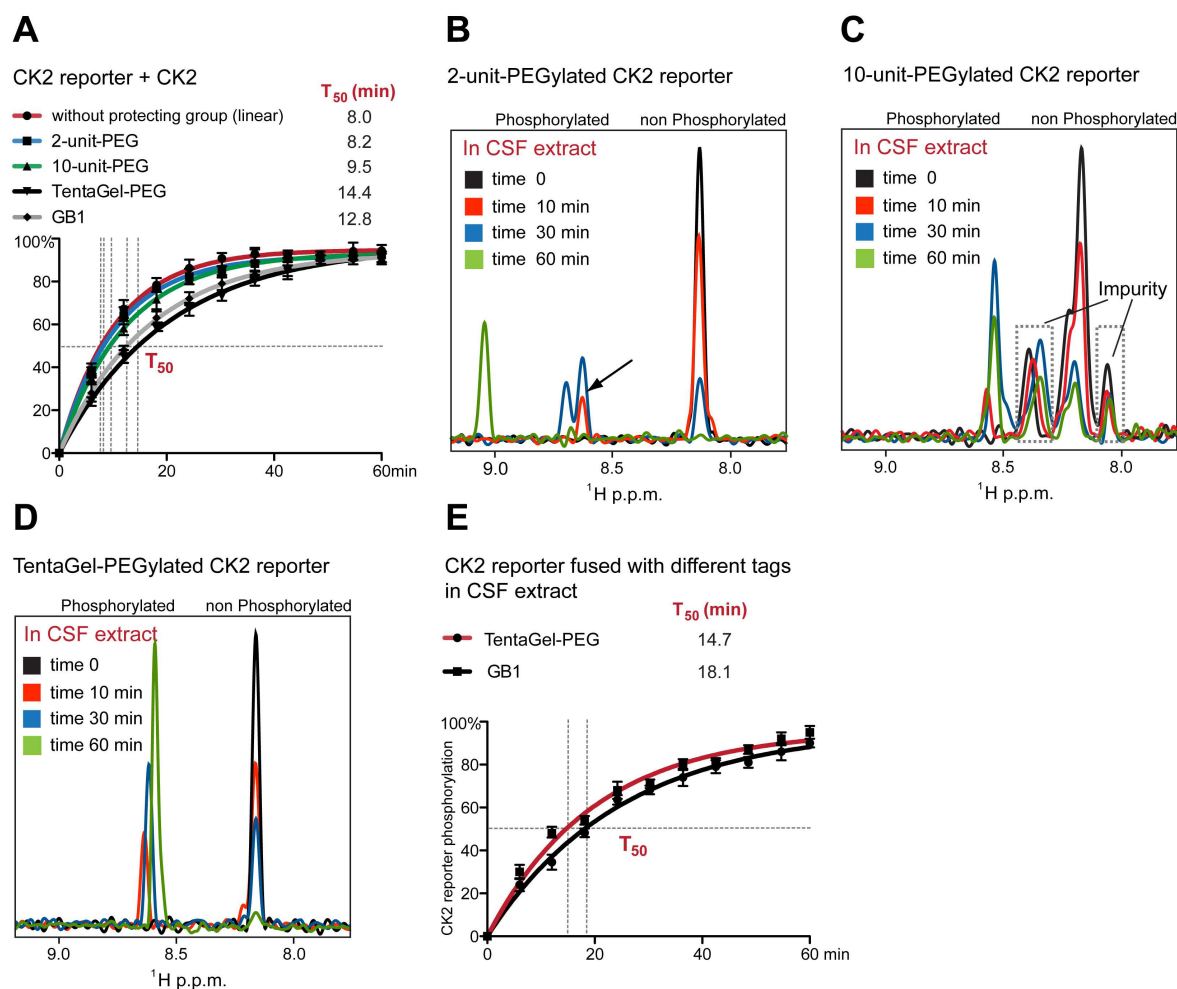 A
CK2 reporter + CK2
T50 (min)
without protecting group (linear) 8.0
2-unit-PEG 8.2
10-unit-PEG 9.5
TentaGel-PEG 14.4
GB1 12.8
100%
80
60
40
20
0
T50
0 20 40 60min
B
2-unit-PEGylated CK2 reporter
Phosphorylated non Phosphorylated
In CSF extract
time 0
time 10 min
time 30 min
time 60 min
9.0 8.5 8.0
1H p.p.m.
C
10-unit-PEGylated CK2 reporter
Phosphorylated non Phosphorylated
In CSF extract
time 0
time 10 min
time 30 min
time 60 min
Impurity
9.0 8.5 8.0
1H p.p.m.
D
TentaGel-PEGylated CK2 reporter
Phosphorylated non Phosphorylated
In CSF extract
time 0
time 10 min
time 30 min
time 60 min
9.0 8.5 8.0
1H p.p.m.
E
CK2 reporter fused with different tags
in CSF extract
T50 (min)
TentaGel-PEG 14.7
GB1 18.1
CK2 reporter phosphorylation
100%
80
60
40
20
0
T50
0 20 40 60 min